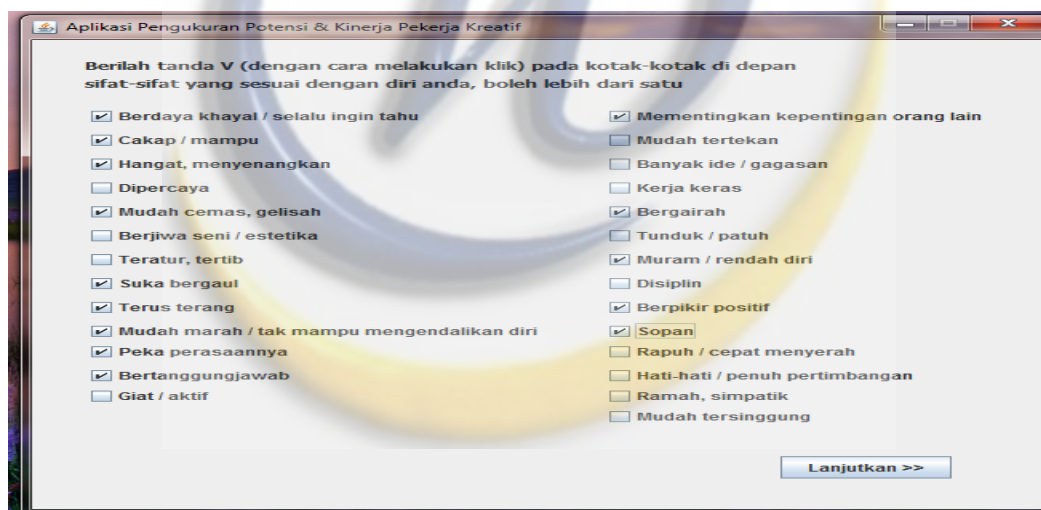 Aplikasi Pengukuran Potensi & Kinerja Pekerja Kreatif
Berilah tanda V (dengan cara melakukan klik) pada kotak-kotak di depan
sifat-sifat yang sesuai dengan diri anda, boleh lebih dari satu
Berdaya khayal / selalu ingin tahu
Cakap / mampu
Hangat, menyenangkan
Dipercaya
Mudah cemas, gelisah
Berjiwa seni / estetika
Teratur, tertib
Suka bergaul
Terus terang
Mudah marah / tak mampu mengendalikan diri
Peka perasaannya
Bertanggungjawab
Giat / aktif
Mementingkan kepentingan orang lain
Mudah tertekan
Banyak ide / gagasan
Kerja keras
Bergairah
Tunduk / patuh
Muram / rendah diri
Disiplin
Berpikir positif
Sopan
Rapuh / cepat menyerah
Hati-hati / penuh pertimbangan
Ramah, simpatik
Mudah tersinggung
Lanjutkan >>